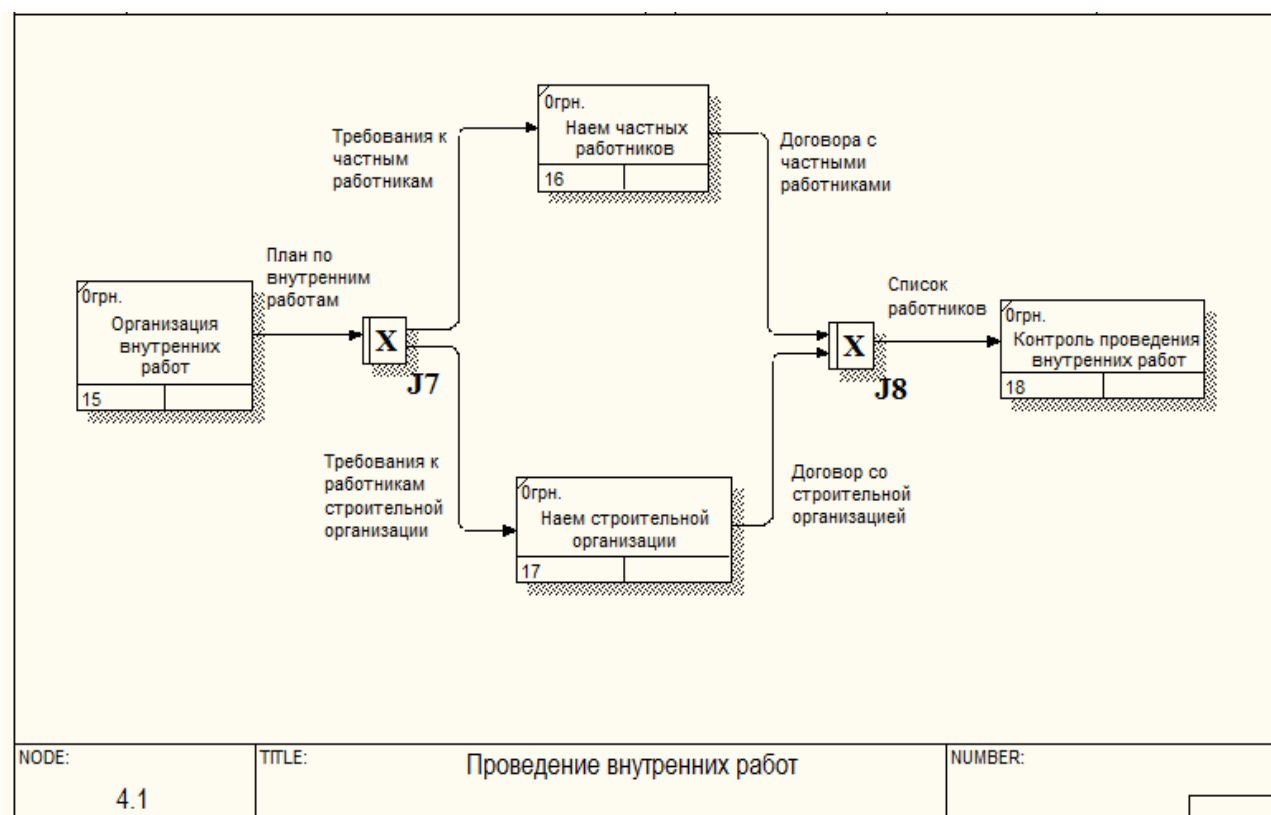 0грн.
Наем частных
работников
16
Требования к
частным
работникам
Договора с
частными
работниками
План по
внутренним
работам
0грн.
Организация
внутренних
работ
15
X
J7
X
J8
Список
работников
0грн.
Контроль проведения
внутренних работ
18
Требования к
работникам
строительной
организации
0грн.
Наем строительной
организации
17
Договор со
строительной
организацией
NODE:
4.1
TITLE:
Проведение внутренних работ
NUMBER: